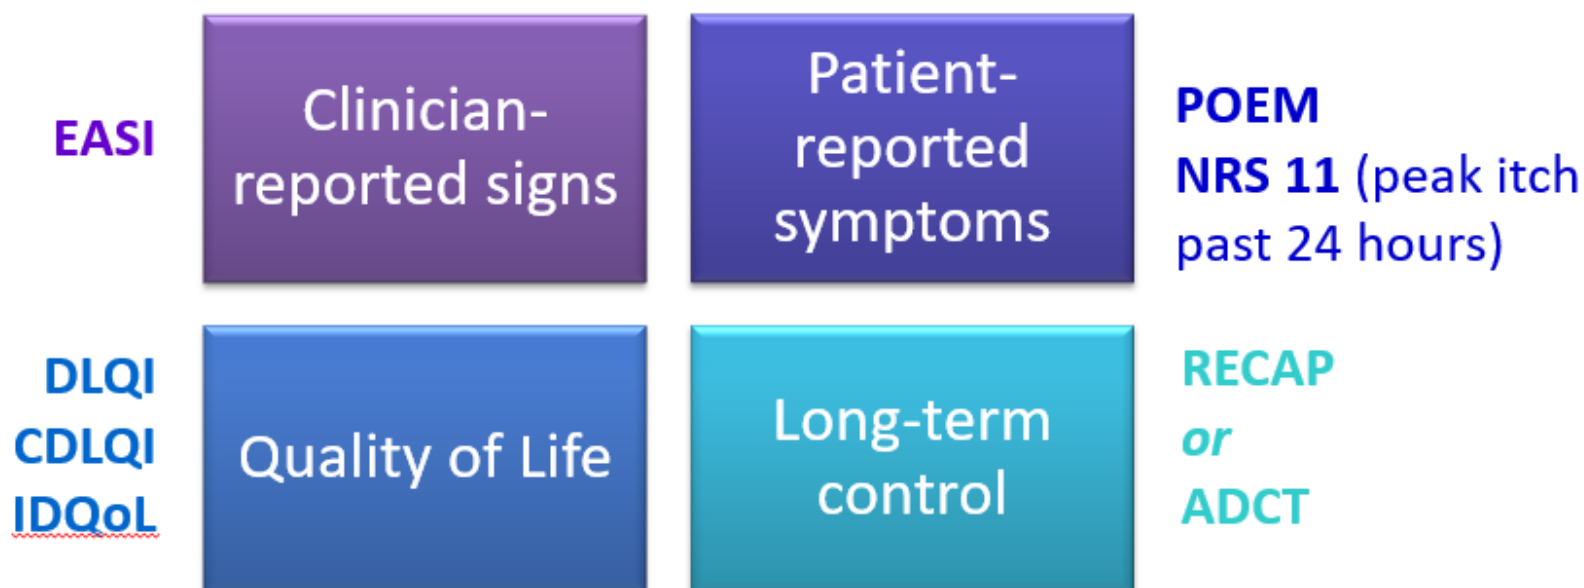 EASI
Clinician-
reported signs
Patient-
reported
symptoms
POEM
NRS 11 (peak itch
past 24 hours)
DLQI
CDLQI
IDQoL
Quality of Life
Long-term
control
RECAP
or
ADCT